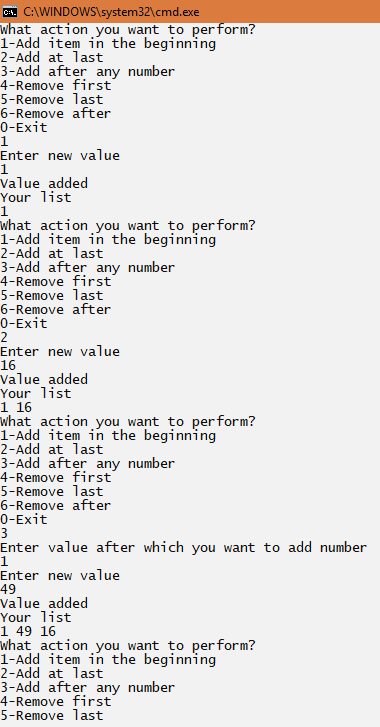 C:\WINDOWS\system32\cmd.exe
What action you want to perform?
1-Add item in the beginning
2-Add at last
3-Add after any number
4-Remove first
5-Remove last
6-Remove after
0-Exit
1
Enter new value
1
Value added
Your list
1
What action you want to perform?
1-Add item in the beginning
2-Add at last
3-Add after any number
4-Remove first
5-Remove last
6-Remove after
0-Exit
2
Enter new value
16
Value added
Your list
1 16
What action you want to perform?
1-Add item in the beginning
2-Add at last
3-Add after any number
4-Remove first
5-Remove last
6-Remove after
0-Exit
3
Enter value after which you want to add number
1
Enter new value
49
Value added
Your list
1 49 16
What action you want to perform?
1-Add item in the beginning
2-Add at last
3-Add after any number
4-Remove first
5-Remove last